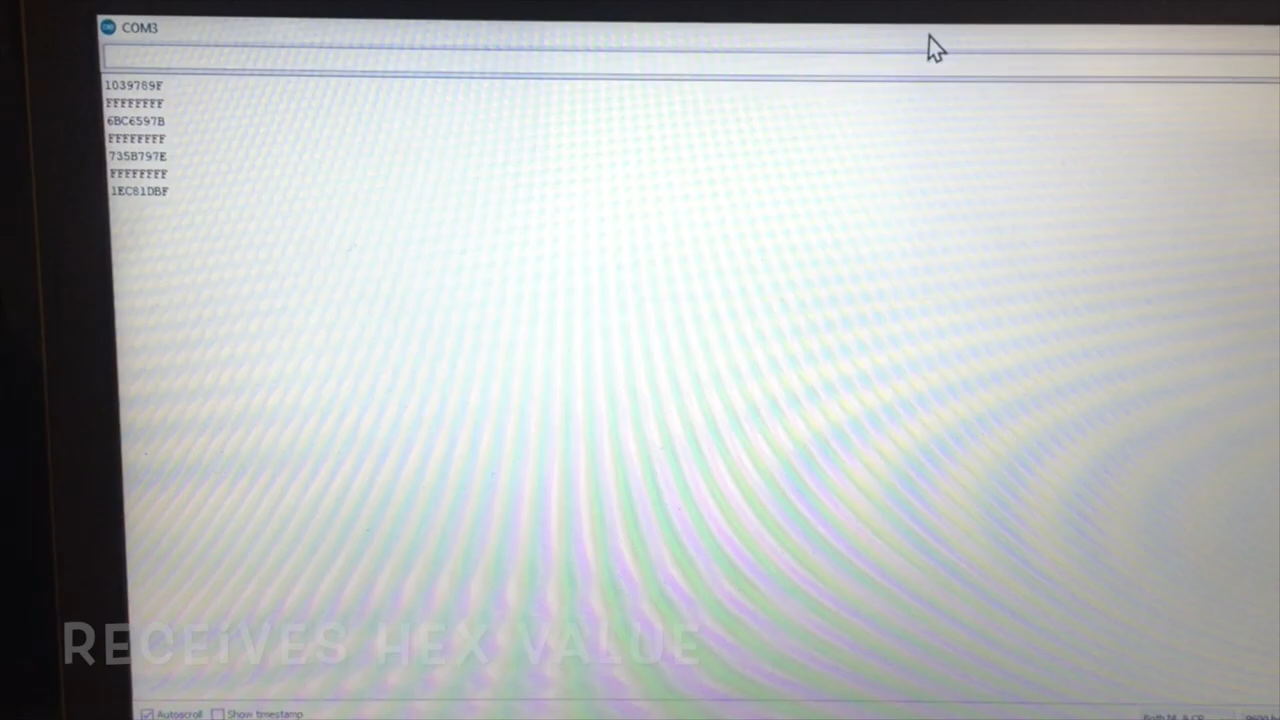 COM3
1039789F
FFFFFFFF
6BC6597B
FFFFFFFF
735B797E
FFFFFFFF
1EC81DBF
RECEiVES HEX VALUE
Autoscroll Show timestamp